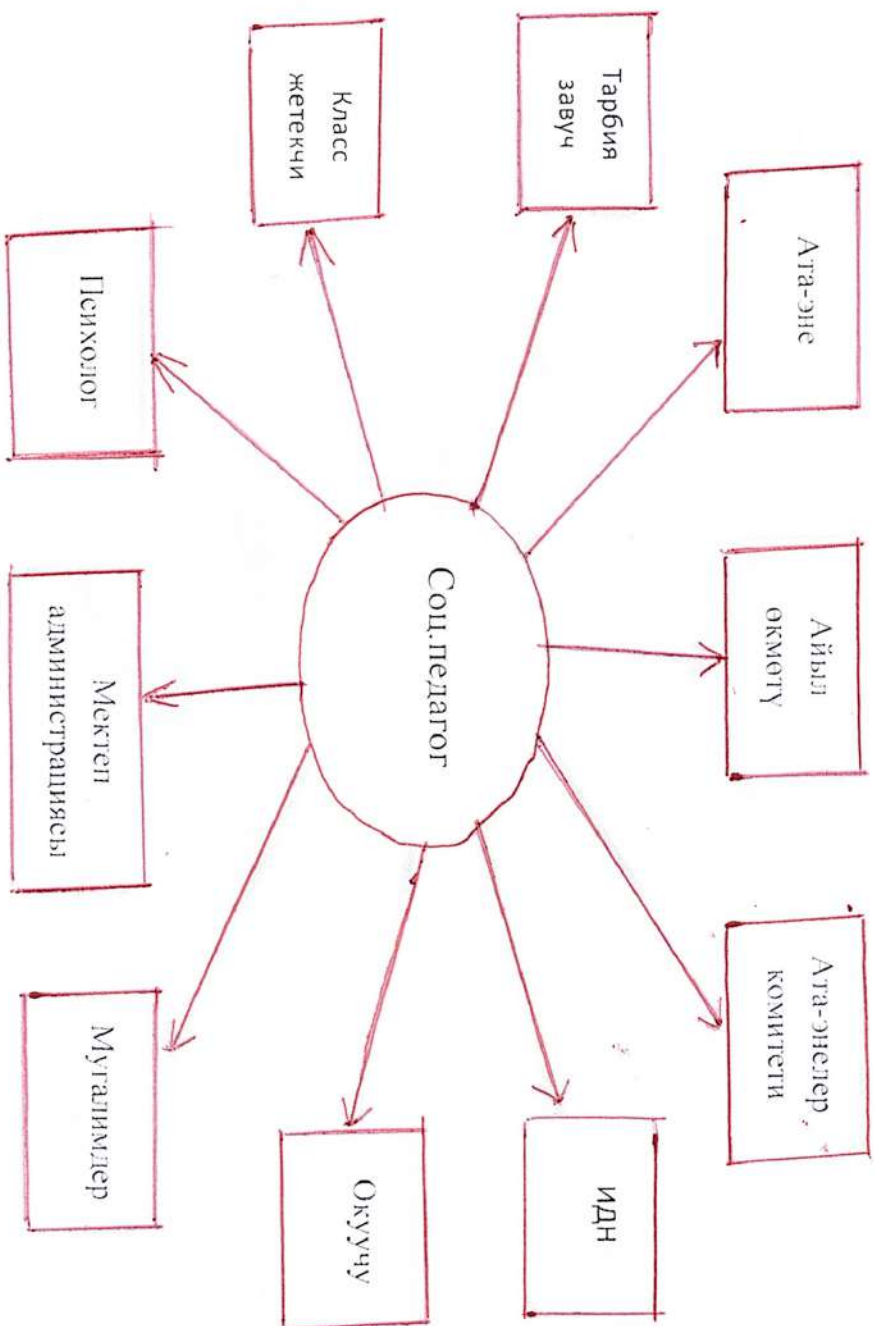 Ата-эне
Айыл
өкмөтү
Ата-энелер
комитети
Тарбия
завуч
ИДН
Соц.педагог
Класс
жетекчи
Окуучу
Психолог
Мектеп
администрациясы
Мугалимдер